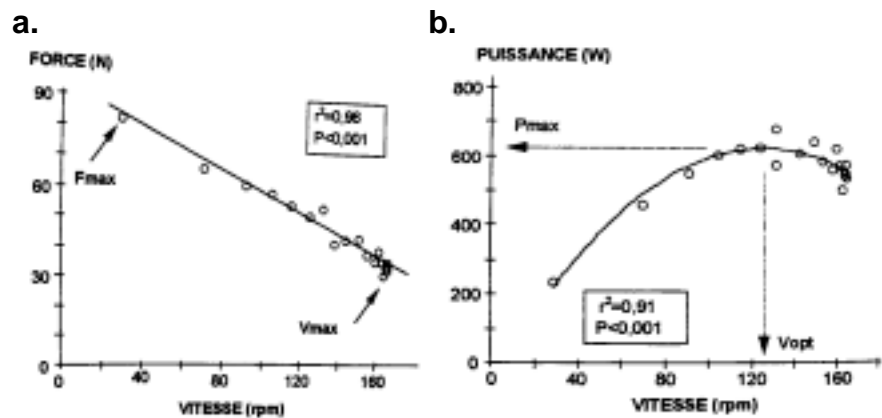 a.
FORCE (N)
90
60
30
0
r²=0,96
P<0,001
Fmax
Vmax
0
40
80
120
160
VITESSE (rpm)
b.
PUISSANCE (W)
800
600
400
200
0
Pmax
r²=0,91
P<0,001
Vopt
0
40
80
120
160
VITESSE (rpm)